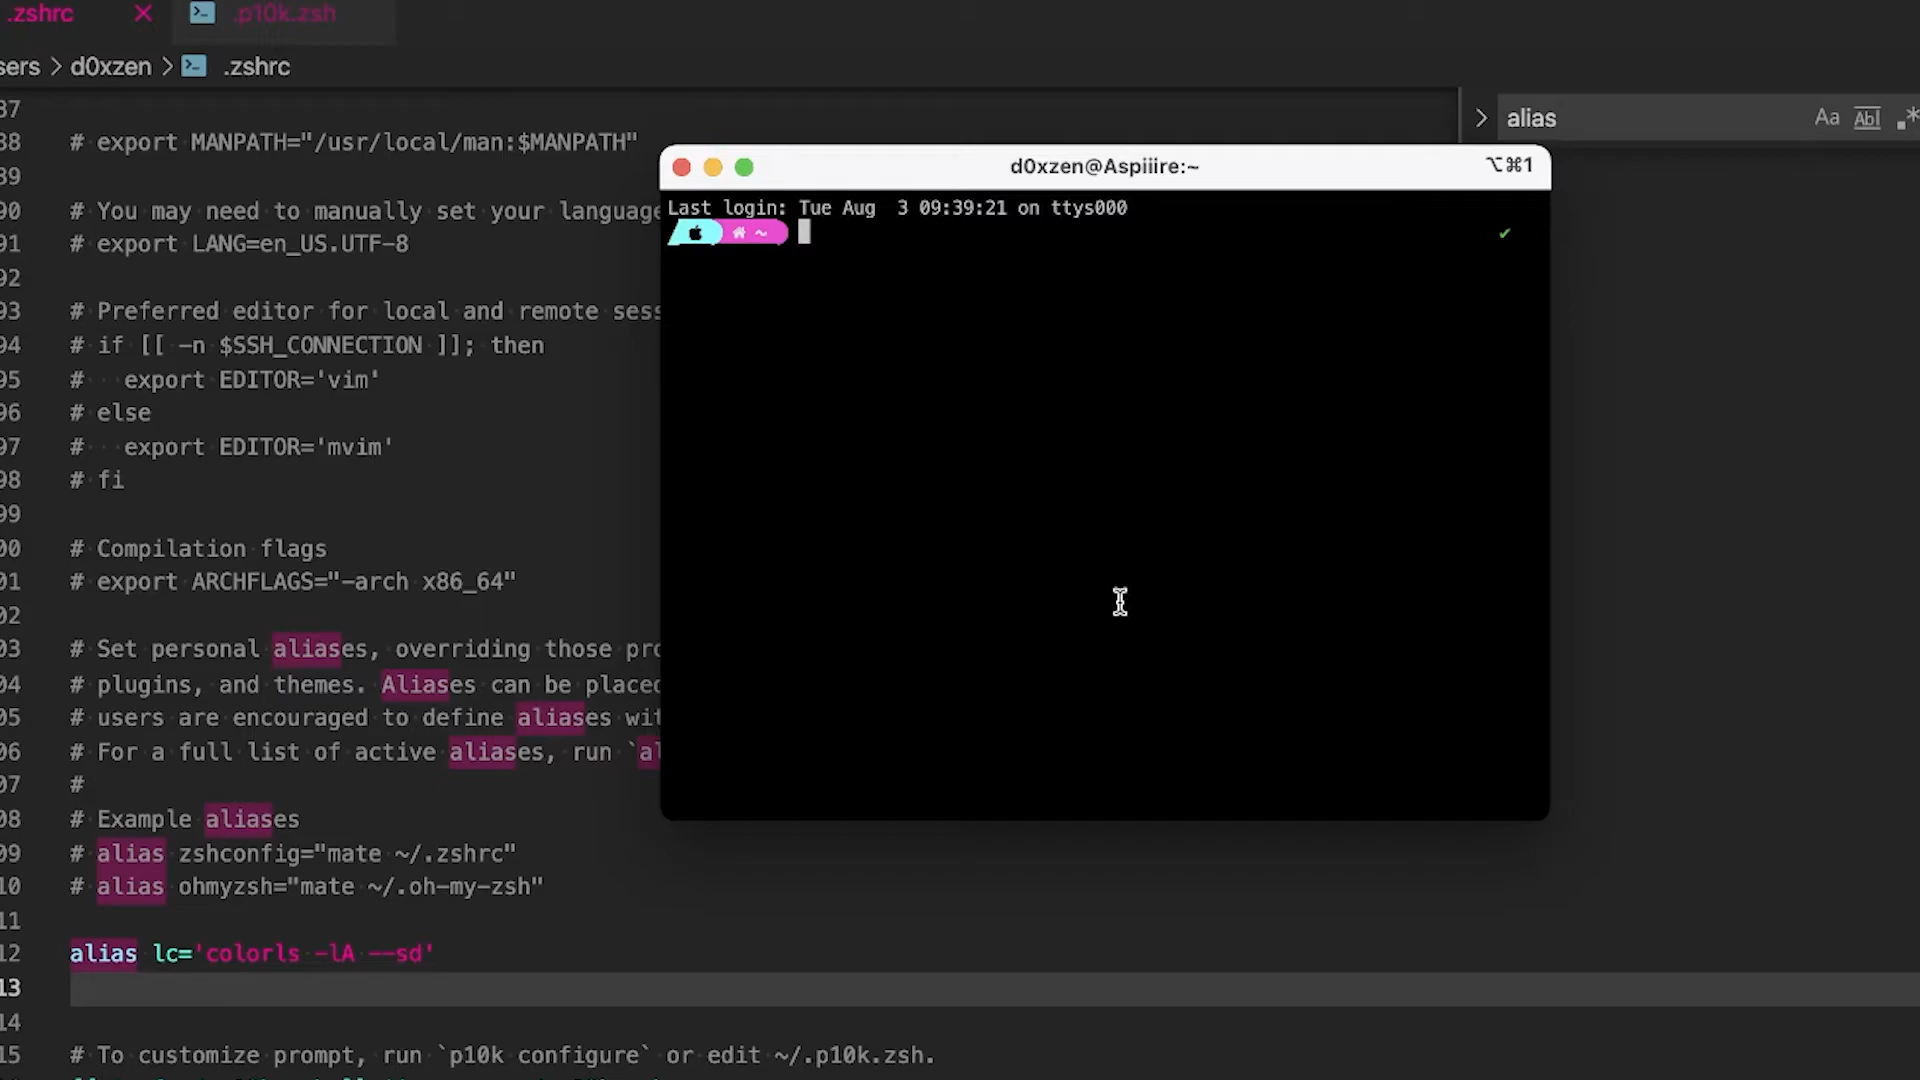 .zshrc
.p10k.zsh
sers > d0xzen > .zshrc
87
88 # export MANPATH="/usr/local/man:$MANPATH"
89
90 # You may need to manually set your language
91 # export LANG=en_US.UTF-8
92
93 # Preferred editor for local and remote sess
94 # if [[ -n $SSH_CONNECTION ]]; then
95 #   export EDITOR='vim'
96 # else
97 #   export EDITOR='mvim'
98 # fi
99
00 # Compilation flags
01 # export ARCHFLAGS="-arch x86_64"
02
03 # Set personal aliases, overriding those pro
04 # plugins, and themes. Aliases can be placed
05 # users are encouraged to define aliases wit
06 # For a full list of active aliases, run `al
07 #
08 # Example aliases
09 # alias zshconfig="mate ~/.zshrc"
10 # alias ohmyzsh="mate ~/.oh-my-zsh"
11
12 alias lc='colorls -lA --sd'
13
14
15 # To customize prompt, run `p10k configure` or edit ~/.p10k.zsh.
> alias Aa Abl .*
d0xzen@Aspiiire:~ ⌥⌘1
Last login: Tue Aug  3 09:39:21 on ttys000
~ ✔